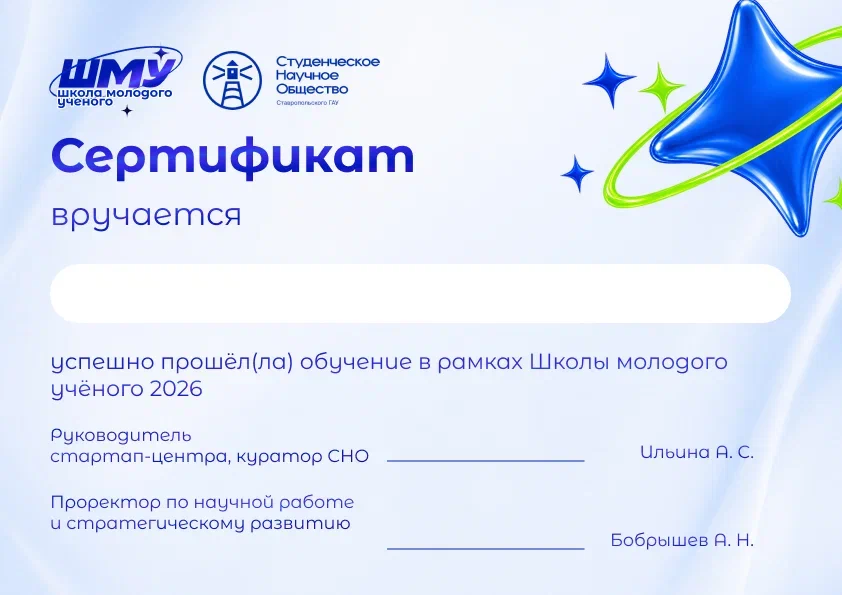 ШМУ
школа молодого
ученого
Студенческое
Научное
Общество
Ставропольского ГАУ
Сертификат
вручается
успешно прошёл(ла) обучение в рамках Школы молодого
учёного 2026
Руководитель
стартап-центра, куратор СНО
Ильина А. С.
Проректор по научной работе
и стратегическому развитию
Бобрышев А. Н.